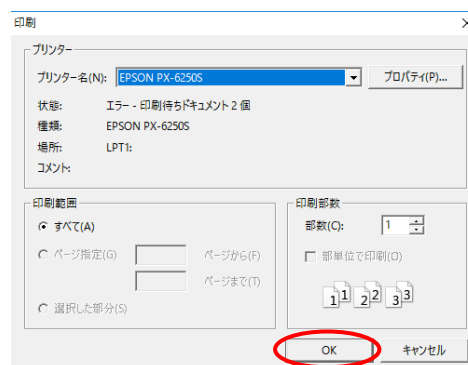 印刷
プリンター
プリンター名(N): EPSON PX-6250S プロパティ(P)...
状態: エラー - 印刷待ちドキュメント 2 個
種類: EPSON PX-6250S
場所: LPT1:
コメント:
印刷範囲
すべて(A)
ページ指定(G) ページから(F)
ページまで(T)
選択した部分(S)
印刷部数
部数(C): 1
部単位で印刷(O)
1 1 2 2 3 3
OK キャンセル